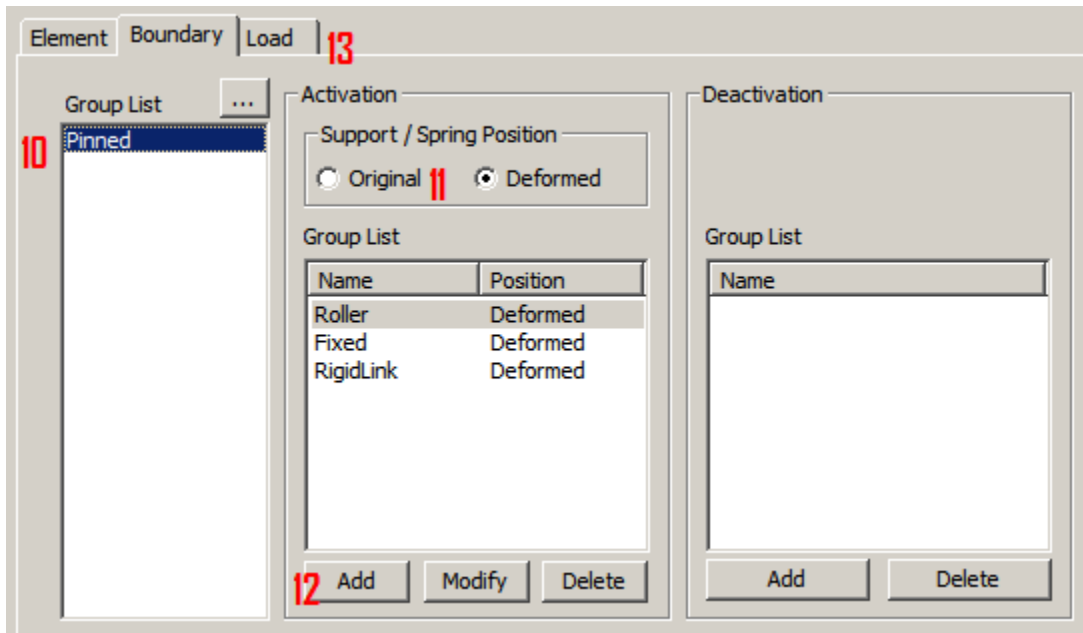 Element Boundary Load 13
Group List ...
10 Pinned
Activation
Support / Spring Position
Original 11 Deformed
Group List
Name Position
Roller Deformed
Fixed Deformed
RigidLink Deformed
12 Add Modify Delete
Deactivation
Group List
Name
Add Delete